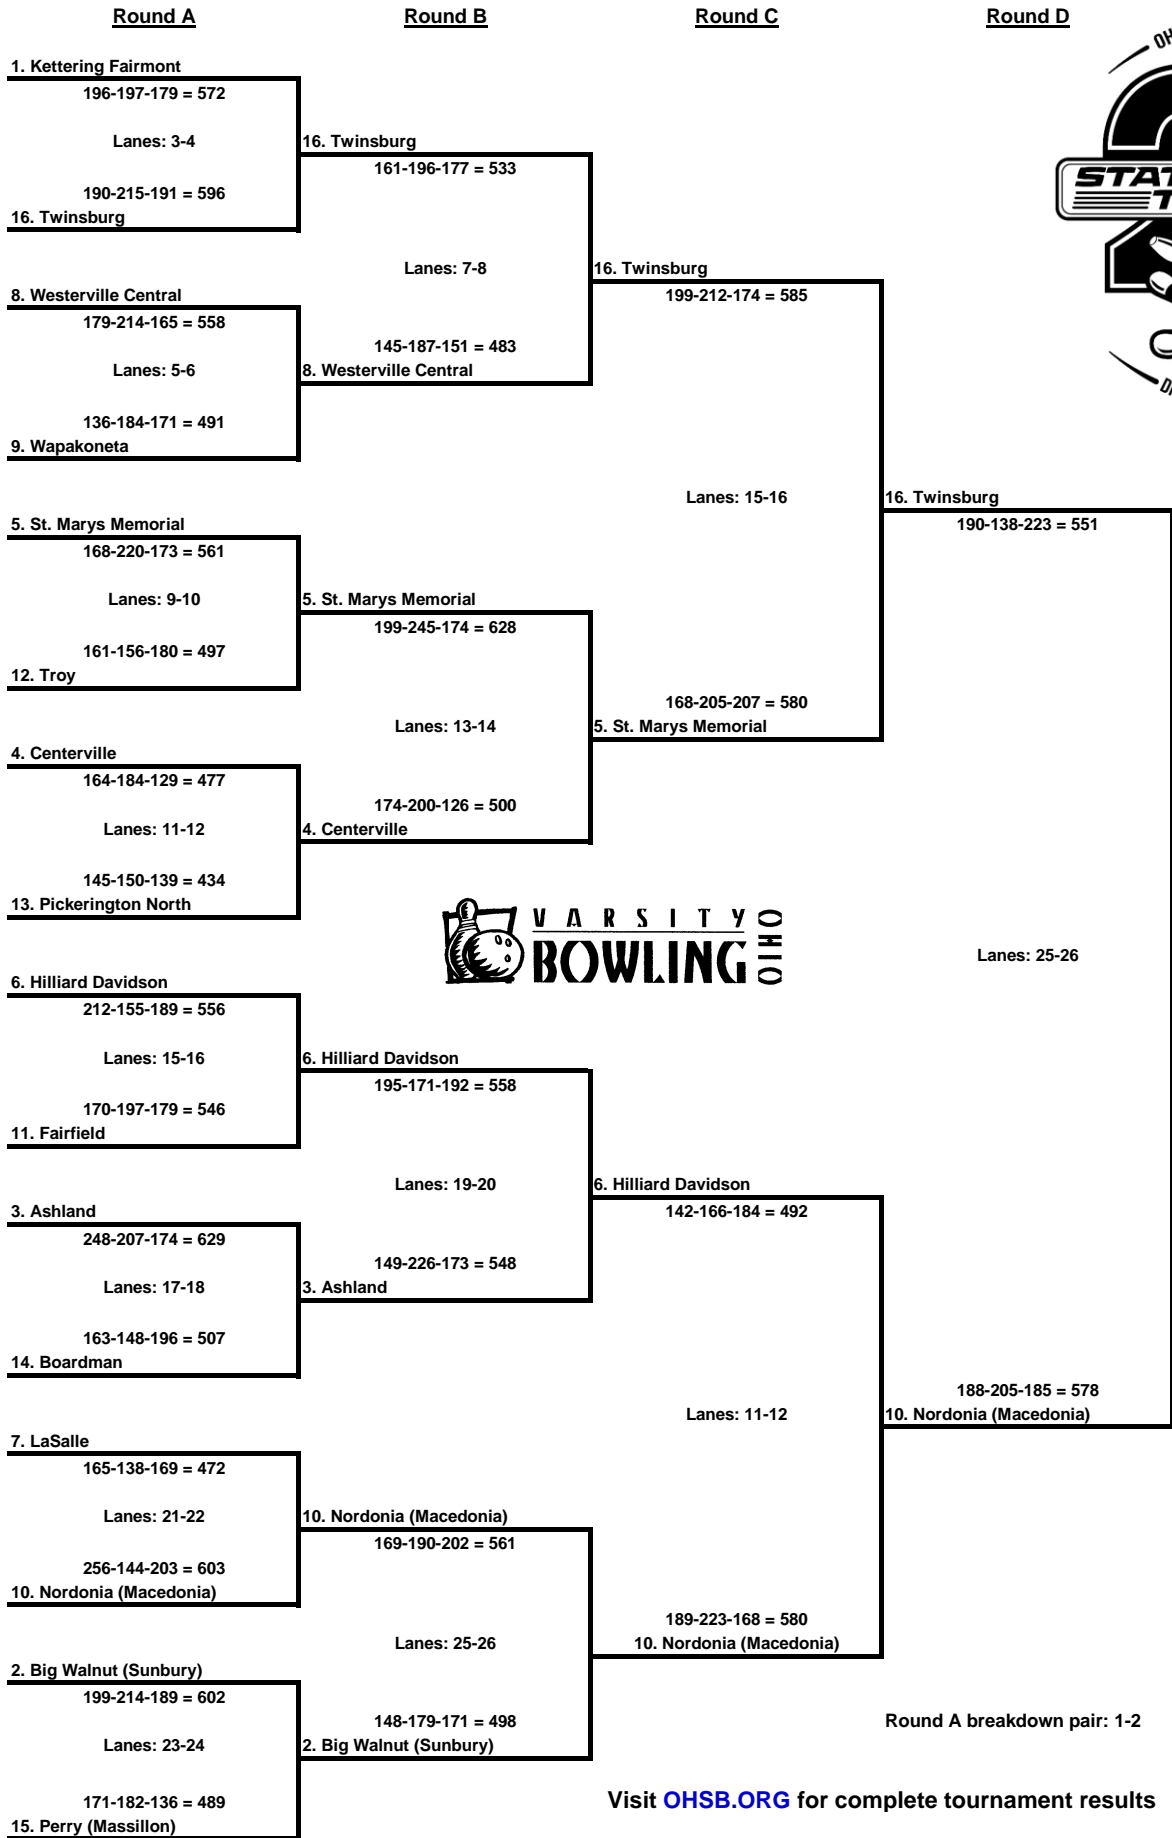 Round A
Round B
Round C
Round D
1. Kettering Fairmont
196-197-179 = 572
Lanes: 3-4
190-215-191 = 596
16. Twinsburg
8. Westerville Central
179-214-165 = 558
Lanes: 5-6
136-184-171 = 491
9. Wapakoneta
5. St. Marys Memorial
168-220-173 = 561
Lanes: 9-10
161-156-180 = 497
12. Troy
4. Centerville
164-184-129 = 477
Lanes: 11-12
145-150-139 = 434
13. Pickerington North
6. Hilliard Davidson
212-155-189 = 556
Lanes: 15-16
170-197-179 = 546
11. Fairfield
3. Ashland
248-207-174 = 629
Lanes: 17-18
163-148-196 = 507
14. Boardman
7. LaSalle
165-138-169 = 472
Lanes: 21-22
256-144-203 = 603
10. Nordonia (Macedonia)
2. Big Walnut (Sunbury)
199-214-189 = 602
Lanes: 23-24
171-182-136 = 489
15. Perry (Massillon)
16. Twinsburg
161-196-177 = 533
Lanes: 7-8
145-187-151 = 483
8. Westerville Central
5. St. Marys Memorial
199-245-174 = 628
Lanes: 13-14
174-200-126 = 500
4. Centerville
VARSITY
BOWLING
OHIO
6. Hilliard Davidson
195-171-192 = 558
Lanes: 19-20
149-226-173 = 548
3. Ashland
10. Nordonia (Macedonia)
169-190-202 = 561
Lanes: 25-26
148-179-171 = 498
2. Big Walnut (Sunbury)
16. Twinsburg
199-212-174 = 585
Lanes: 15-16
168-205-207 = 580
5. St. Marys Memorial
6. Hilliard Davidson
142-166-184 = 492
Lanes: 11-12
189-223-168 = 580
10. Nordonia (Macedonia)
16. Twinsburg
190-138-223 = 551
Lanes: 25-26
188-205-185 = 578
10. Nordonia (Macedonia)
Round A breakdown pair: 1-2
Visit OHSB.ORG for complete tournament results